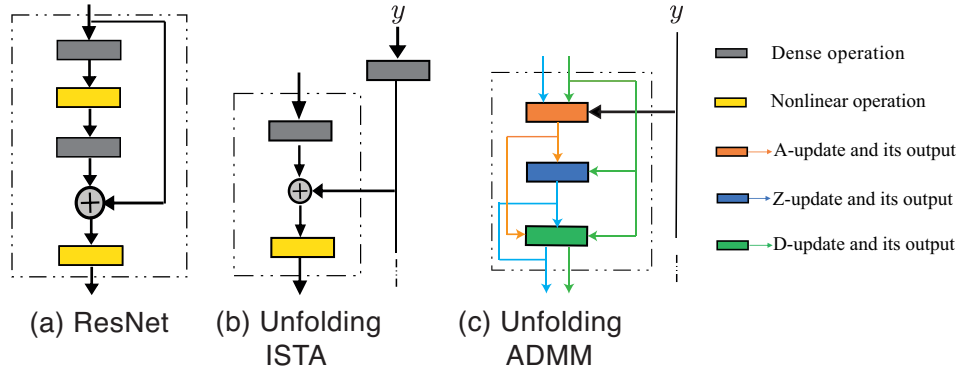 y
y
Dense operation
Nonlinear operation
A-update and its output
Z-update and its output
D-update and its output
(a) ResNet
(b) Unfolding
ISTA
(c) Unfolding
ADMM